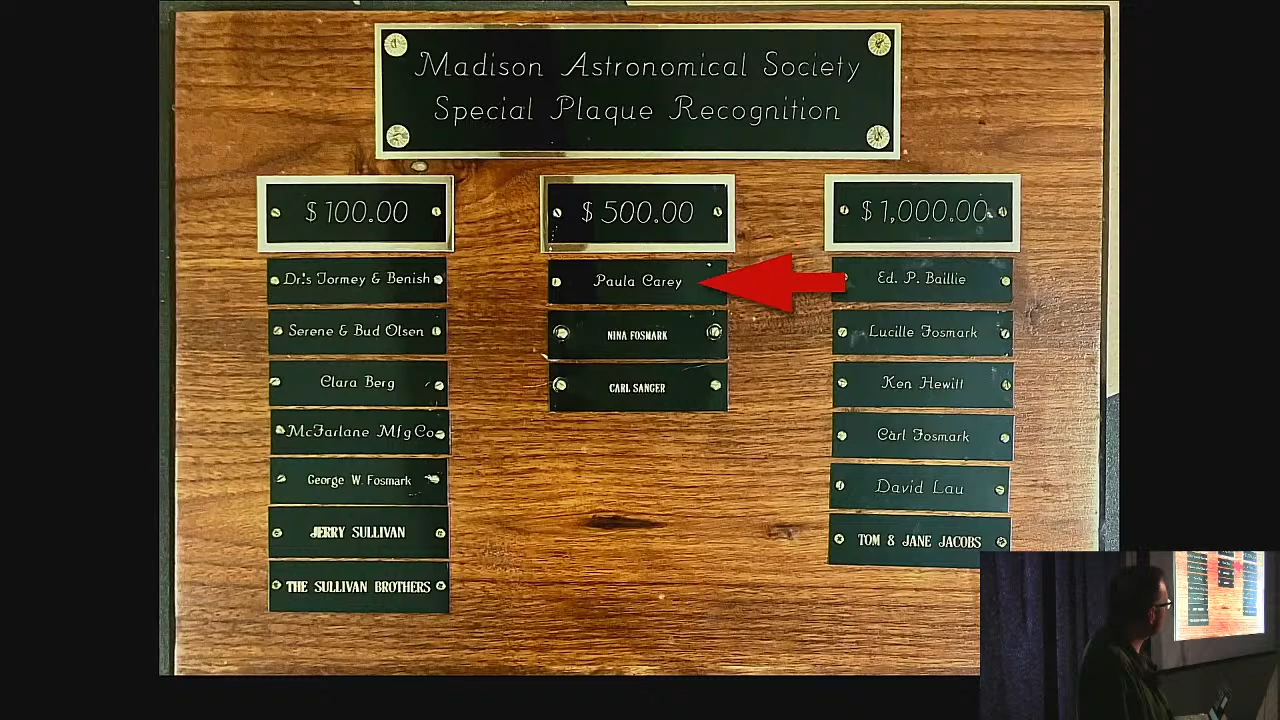 Madison Astronomical Society
Special Plaque Recognition
$100.00
Dr.'s Tormey & Benish
Serene & Bud Olsen
Clara Berg
McFarlane Mfg Co.
George W. Fosmark
JERRY SULLIVAN
THE SULLIVAN BROTHERS
$500.00
Paula Carey
NINA FOSMARK
CARL SANGER
$1,000.00
Ed. P. Baillie
Lucille Fosmark
Ken Hewitt
Carl Fosmark
David Lau
TOM & JANE JACOBS